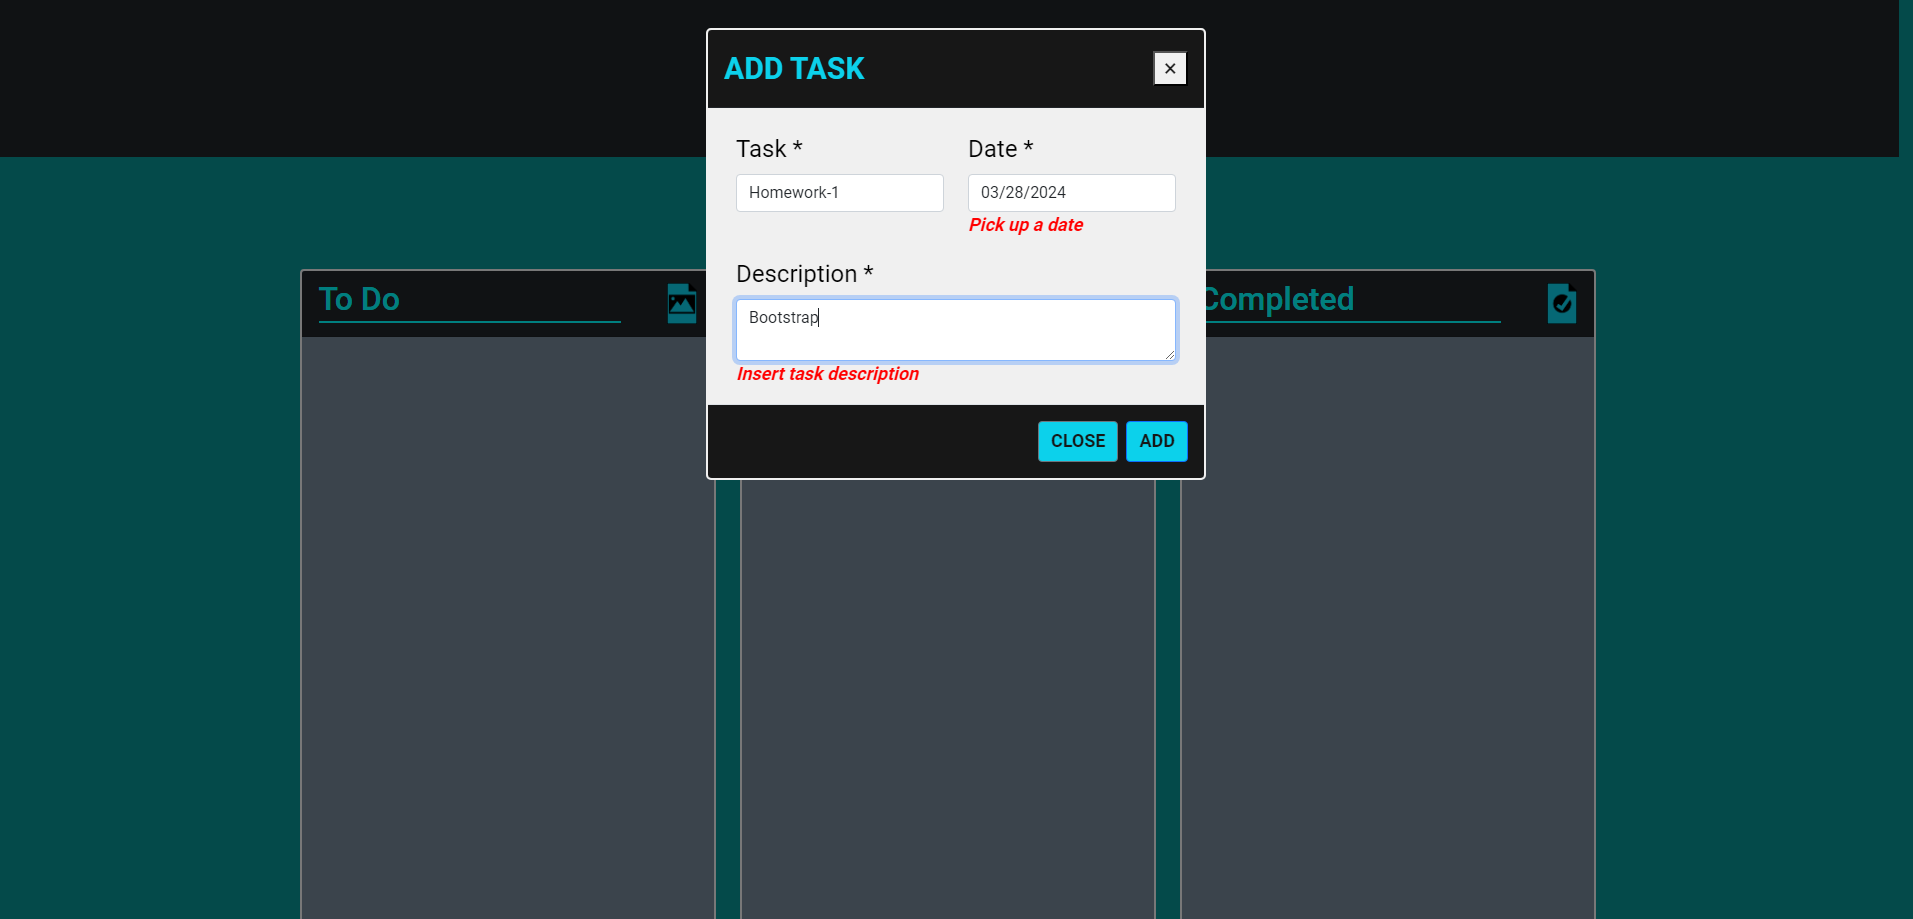 ADD TASK
×
Task *
Date *
Homework-1
03/28/2024
Pick up a date
Description *
Bootstrap
Insert task description
CLOSE
ADD
To Do
Completed